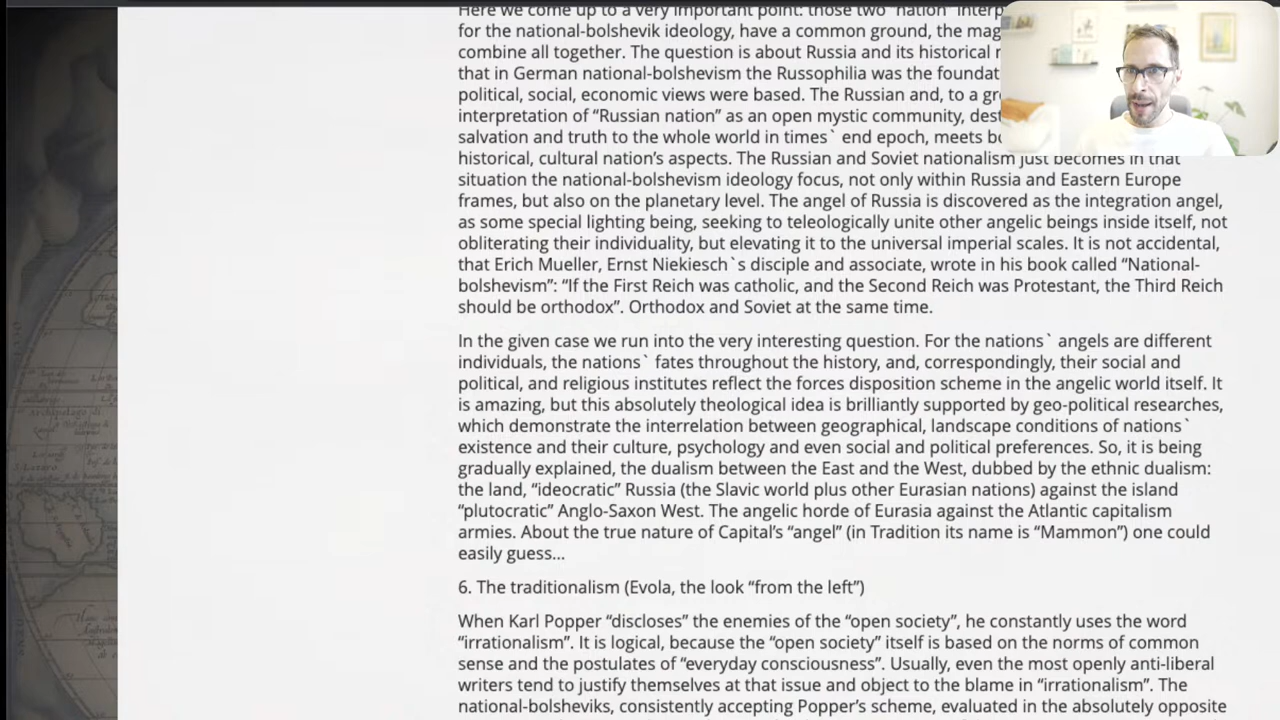 Here we come up to a very important point: those two "nation" interp
for the national-bolshevik ideology, have a common ground, the mag
combine all together. The question is about Russia and its historical
that in German national-bolshevism the Russophilia was the foundat
political, social, economic views were based. The Russian and, to a gr
interpretation of “Russian nation” as an open mystic community, dest
salvation and truth to the whole world in times` end epoch, meets bo
historical, cultural nation’s aspects. The Russian and Soviet nationalism just becomes in that
situation the national-bolshevism ideology focus, not only within Russia and Eastern Europe
frames, but also on the planetary level. The angel of Russia is discovered as the integration angel,
as some special lighting being, seeking to teleologically unite other angelic beings inside itself, not
obliterating their individuality, but elevating it to the universal imperial scales. It is not accidental,
that Erich Mueller, Ernst Niekiesch`s disciple and associate, wrote in his book called “National-
bolshevism”: “If the First Reich was catholic, and the Second Reich was Protestant, the Third Reich
should be orthodox”. Orthodox and Soviet at the same time.
In the given case we run into the very interesting question. For the nations` angels are different
individuals, the nations` fates throughout the history, and, correspondingly, their social and
political, and religious institutes reflect the forces disposition scheme in the angelic world itself. It
is amazing, but this absolutely theological idea is brilliantly supported by geo-political researches,
which demonstrate the interrelation between geographical, landscape conditions of nations`
existence and their culture, psychology and even social and political preferences. So, it is being
gradually explained, the dualism between the East and the West, dubbed by the ethnic dualism:
the land, “ideocratic” Russia (the Slavic world plus other Eurasian nations) against the island
“plutocratic” Anglo-Saxon West. The angelic horde of Eurasia against the Atlantic capitalism
armies. About the true nature of Capital’s “angel” (in Tradition its name is “Mammon”) one could
easily guess...
6. The traditionalism (Evola, the look “from the left”)
When Karl Popper “discloses” the enemies of the “open society”, he constantly uses the word
“irrationalism”. It is logical, because the “open society” itself is based on the norms of common
sense and the postulates of “everyday consciousness”. Usually, even the most openly anti-liberal
writers tend to justify themselves at that issue and object to the blame in “irrationalism”. The
national-bolsheviks, consistently accepting Popper’s scheme, evaluated in the absolutely opposite